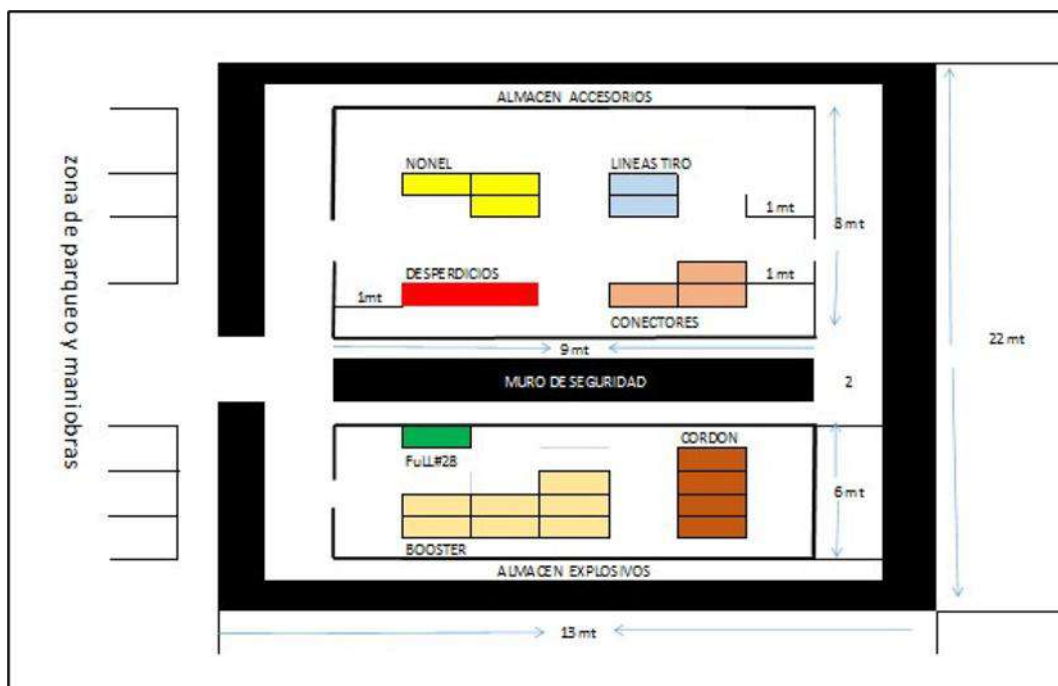 ALMACEN ACCESORIOS
NONEL
LINEAS TIRO
1 mt
8 mt
zona de parqueo y maniobras
DESPERDICIOS
1 mt
1mt
CONECTORES
9 mt
22 mt
MURO DE SEGURIDAD
2
CORDON
FuLL#28
6 mt
BOOSTER
ALMACEN EXPLOSIVOS
13 mt